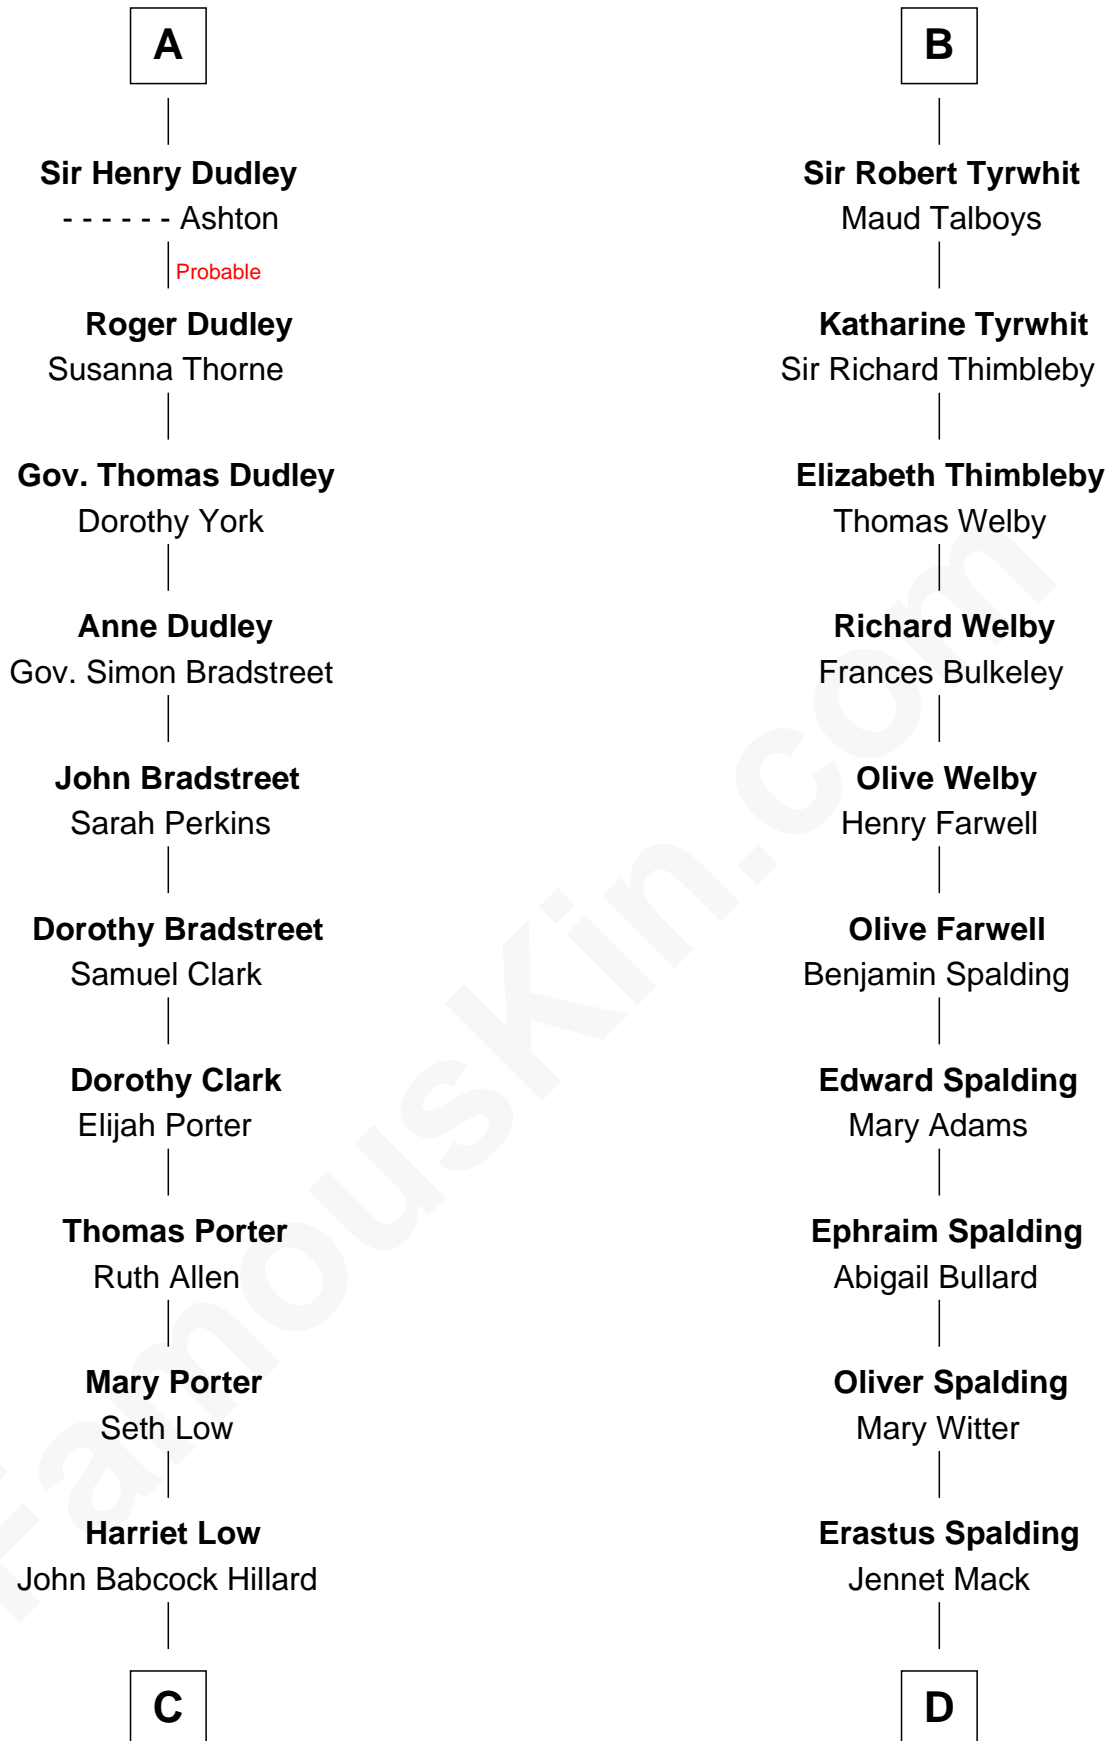 A
Sir Henry Dudley
- - - - - - Ashton
Probable
Roger Dudley
Susanna Thorne
Gov. Thomas Dudley
Dorothy York
Anne Dudley
Gov. Simon Bradstreet
John Bradstreet
Sarah Perkins
Dorothy Bradstreet
Samuel Clark
Dorothy Clark
Elijah Porter
Thomas Porter
Ruth Allen
Mary Porter
Seth Low
Harriet Low
John Babcock Hillard
C
B
Sir Robert Tyrwhit
Maud Talboys
Katharine Tyrwhit
Sir Richard Thimbleby
Elizabeth Thimbleby
Thomas Welby
Richard Welby
Frances Bulkeley
Olive Welby
Henry Farwell
Olive Farwell
Benjamin Spalding
Edward Spalding
Mary Adams
Ephraim Spalding
Abigail Bullard
Oliver Spalding
Mary Witter
Erastus Spalding
Jennet Mack
D
FamousKin.com